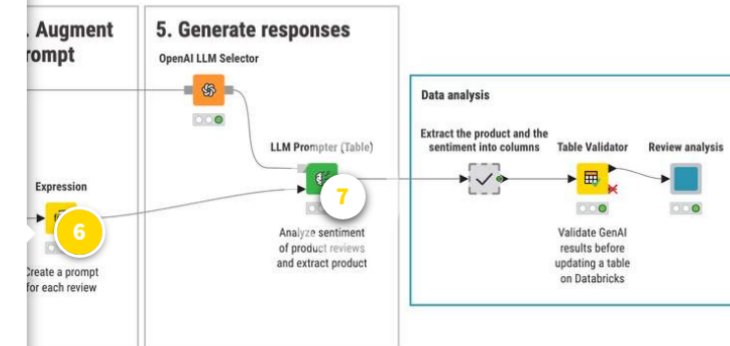 . Augment
rompt
5. Generate responses
OpenAI LLM Selector
Data analysis
Extract the product and the
sentiment into columns
Table Validator
Review analysis
LLM Prompter (Table)
Expression
6
7
Create a prompt
for each review
Analyze sentiment
of product reviews
and extract product
Validate GenAI
results before
updating a table
on Databricks